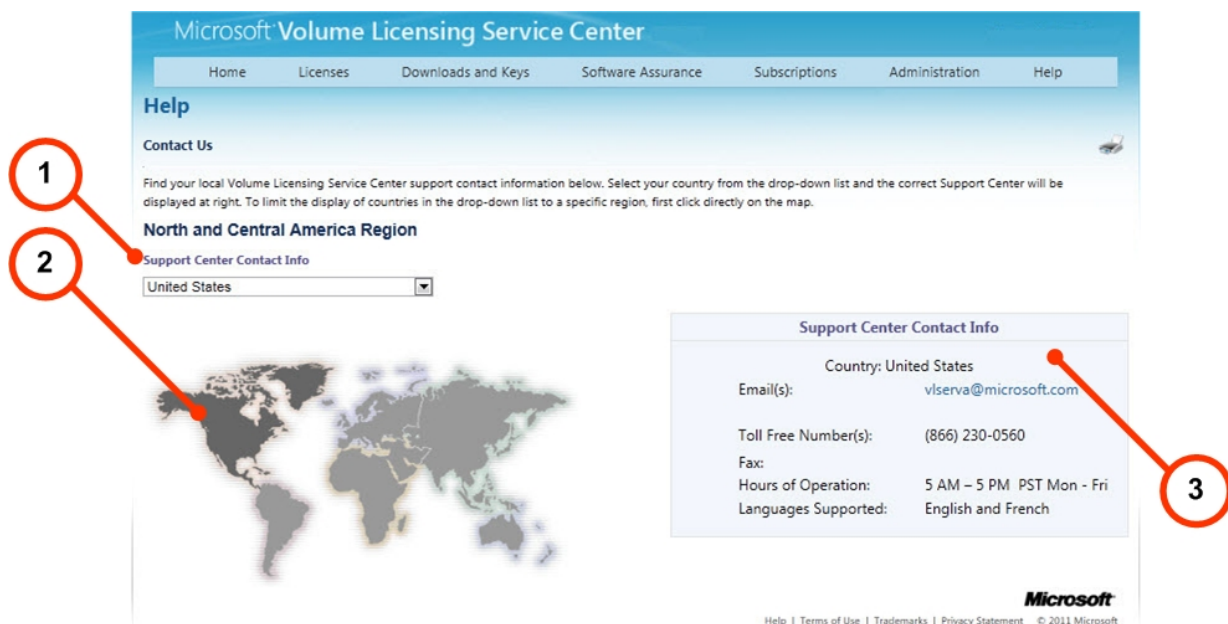 Microsoft Volume Licensing Service Center
Home Licenses Downloads and Keys Software Assurance Subscriptions Administration Help
Help
Contact Us
1
Find your local Volume Licensing Service Center support contact information below. Select your country from the drop-down list and the correct Support Center will be
displayed at right. To limit the display of countries in the drop-down list to a specific region, first click directly on the map.
North and Central America Region
2
Support Center Contact Info
United States
Support Center Contact Info
Country: United States
Email(s): vlserva@microsoft.com
Toll Free Number(s): (866) 230-0560
Fax:
Hours of Operation: 5 AM – 5 PM PST Mon - Fri
3
Languages Supported: English and French
Microsoft
Help | Terms of Use | Trademarks | Privacy Statement © 2011 Microsoft